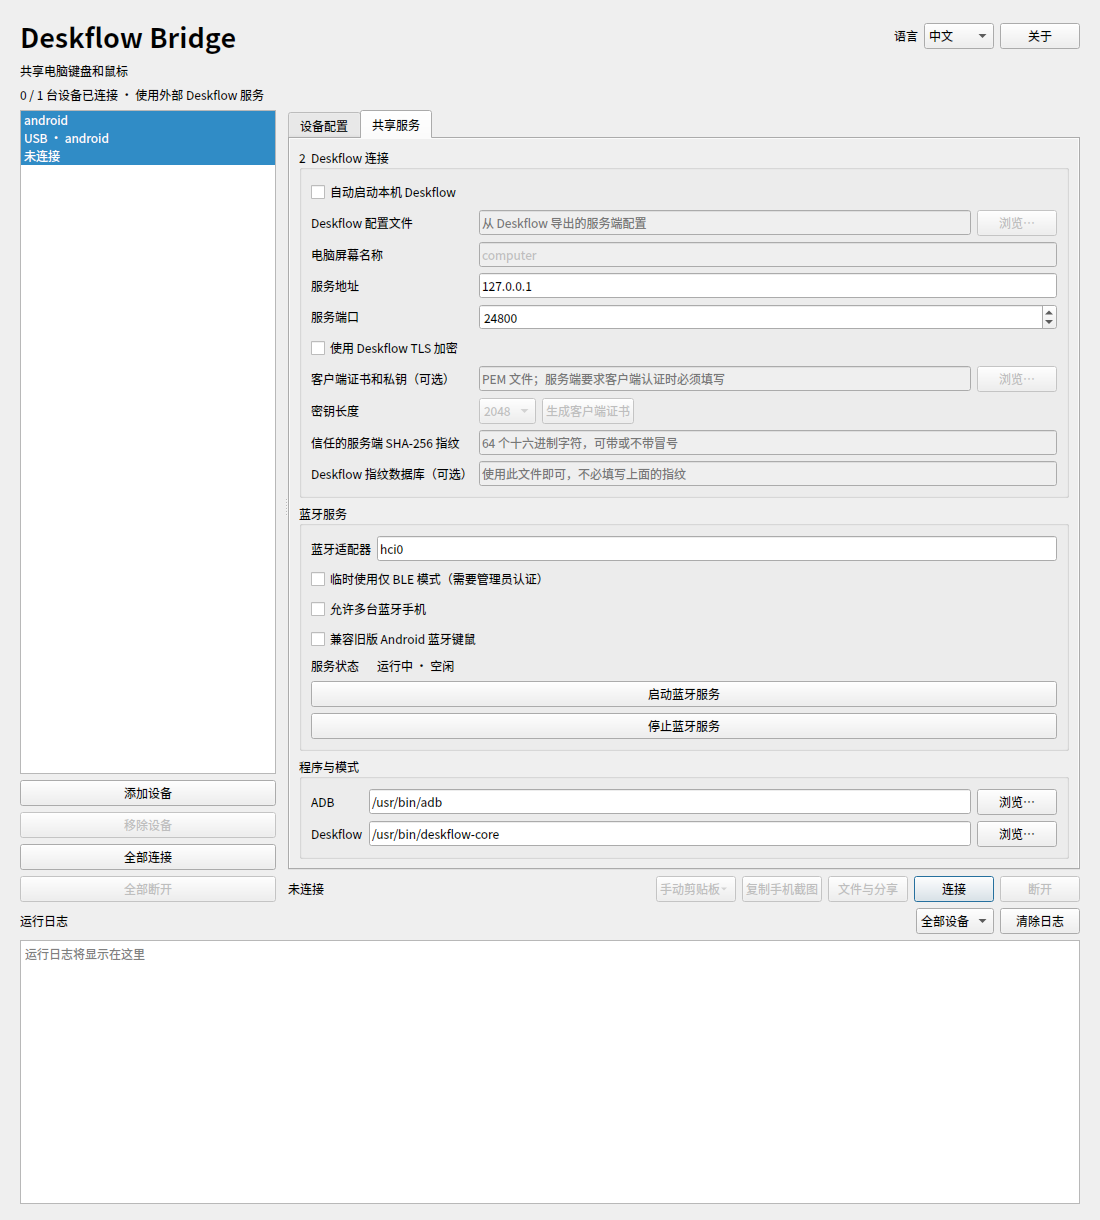 Deskflow Bridge
语言 中文 关于
共享电脑键盘和鼠标
0 / 1 台设备已连接 · 使用外部 Deskflow 服务
android
USB · android
未连接
添加设备
移除设备
全部连接
全部断开
设备配置 共享服务
2 Deskflow 连接
自动启动本机 Deskflow
Deskflow 配置文件 从 Deskflow 导出的服务端配置 浏览…
电脑屏幕名称 computer
服务地址 127.0.0.1
服务端口 24800
使用 Deskflow TLS 加密
客户端证书和私钥（可选） PEM 文件；服务端要求客户端认证时必须填写 浏览…
密钥长度 2048 生成客户端证书
信任的服务端 SHA-256 指纹 64 个十六进制字符，可带或不带冒号
Deskflow 指纹数据库（可选） 使用此文件即可，不必填写上面的指纹
蓝牙服务
蓝牙适配器 hci0
临时使用仅 BLE 模式（需要管理员认证）
允许多台蓝牙手机
兼容旧版 Android 蓝牙键鼠
服务状态 运行中 · 空闲
启动蓝牙服务
停止蓝牙服务
程序与模式
ADB /usr/bin/adb 浏览…
Deskflow /usr/bin/deskflow-core 浏览…
未连接 手动剪贴板 复制手机截图 文件与分享 连接 断开
运行日志 全部设备 清除日志
运行日志将显示在这里